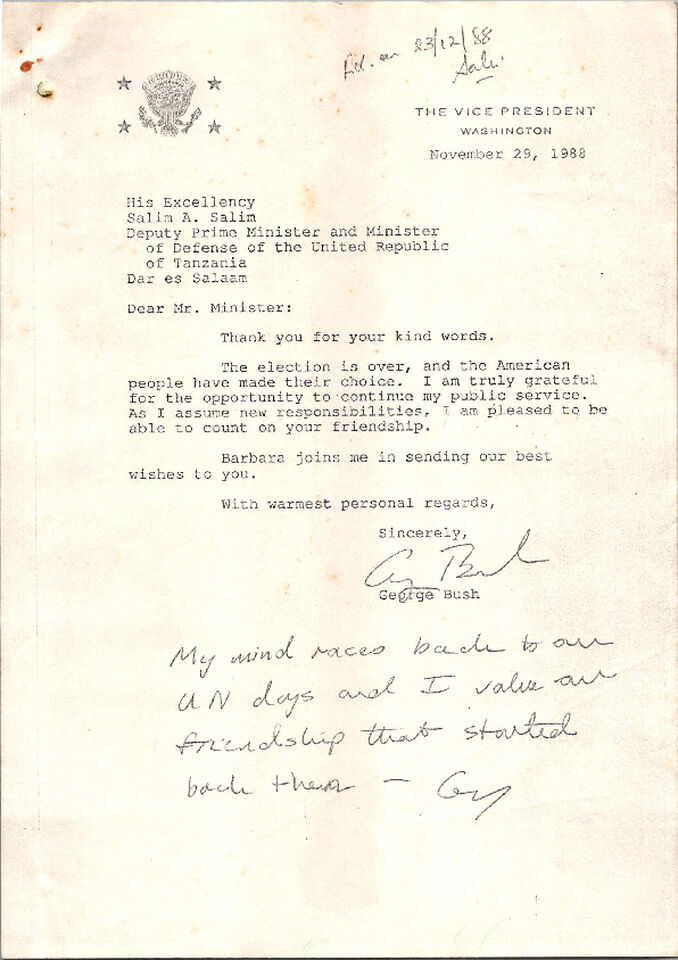 Rec. on 23/12/88
Salim
THE VICE PRESIDENT
WASHINGTON
November 29, 1988
His Excellency
Salim A. Salim
Deputy Prime Minister and Minister
of Defense of the United Republic
of Tanzania
Dar es Salaam
Dear Mr. Minister:
Thank you for your kind words.
The election is over, and the American
people have made their choice. I am truly grateful
for the opportunity to continue my public service.
As I assume new responsibilities, I am pleased to be
able to count on your friendship.
Barbara joins me in sending our best
wishes to you.
With warmest personal regards,
Sincerely,
George Bush
George Bush
My mind races back to our
UN days and I value our
friendship that started
back then — George